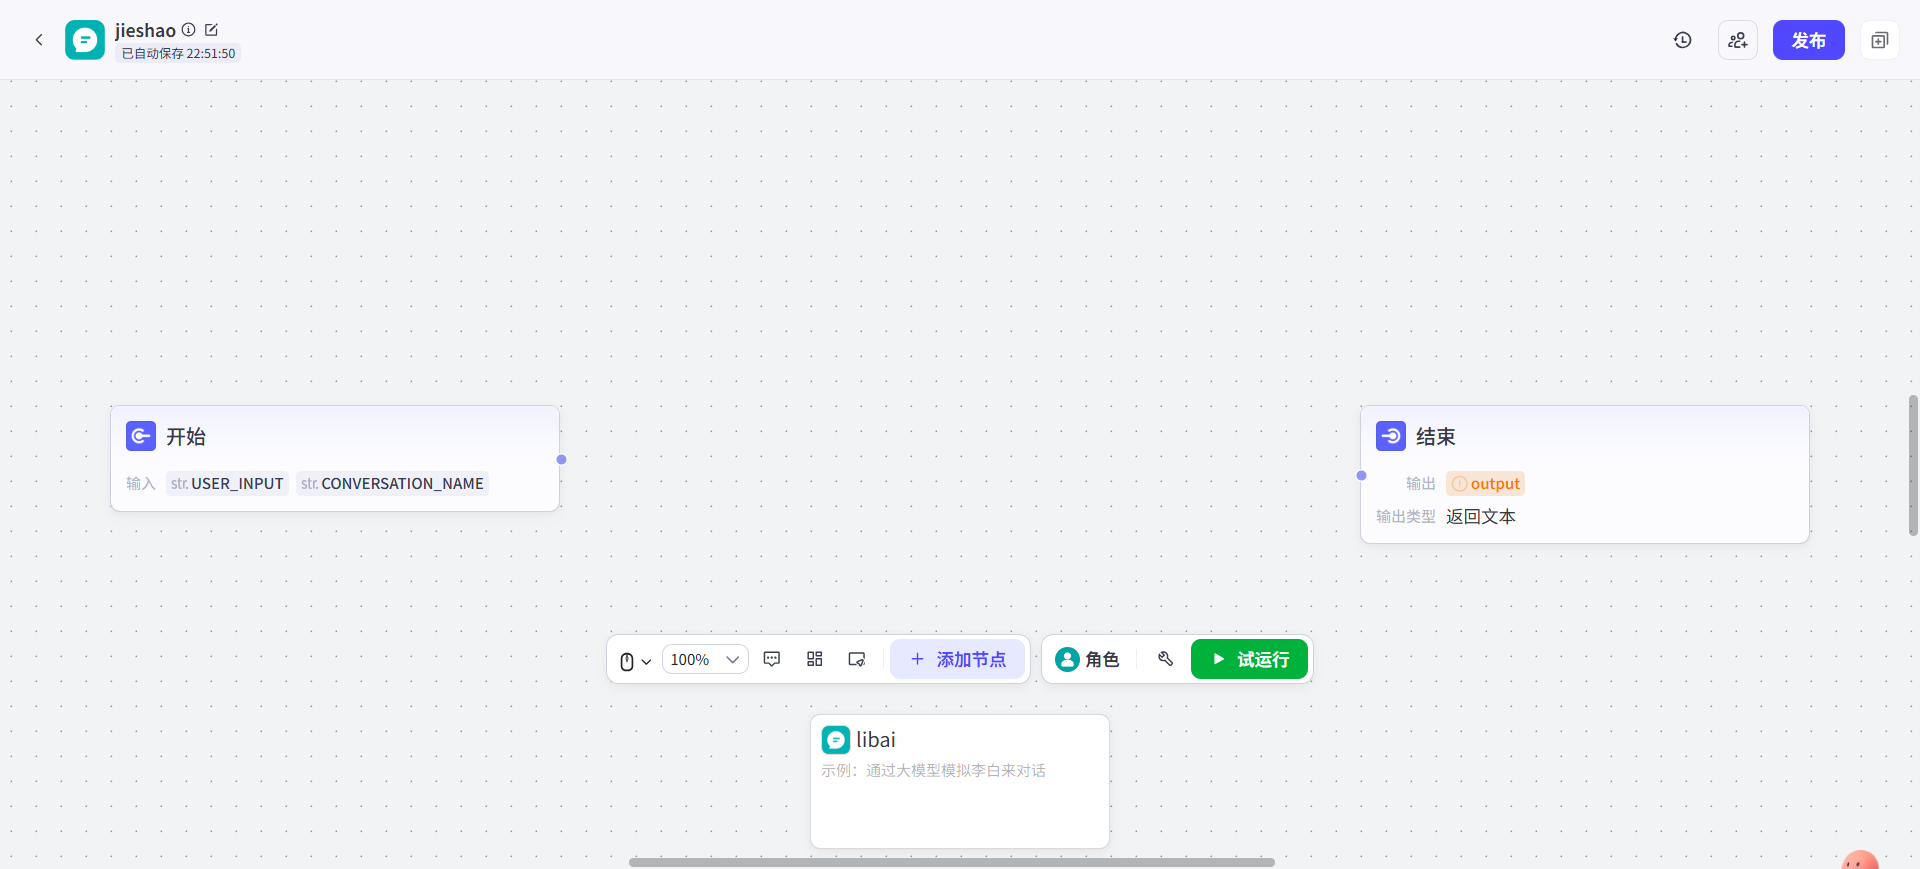 jieshao
已自动保存 22:51:50
发布
开始
输入 str. USER_INPUT str. CONVERSATION_NAME
结束
输出 output
输出类型 返回文本
100%
添加节点
角色
试运行
libai
示例：通过大模型模拟李白来对话